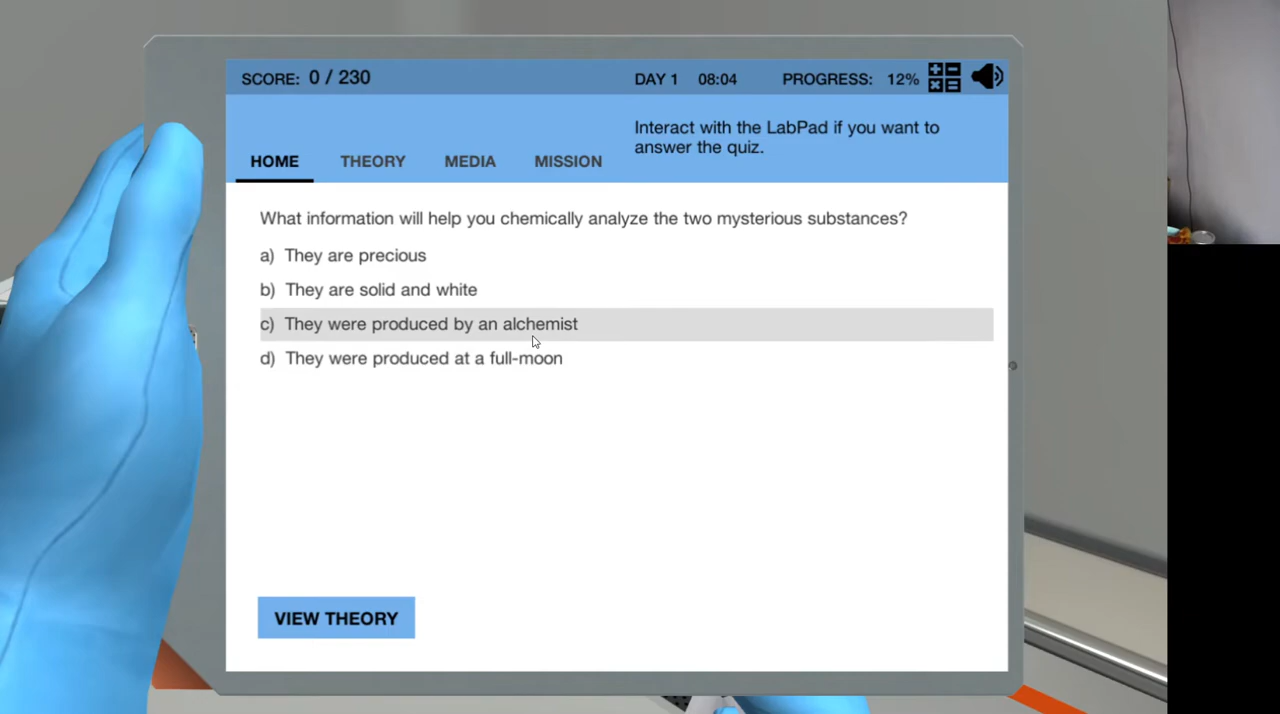 SCORE: 0 / 230 DAY 1 08:04 PROGRESS: 12%
Interact with the LabPad if you want to
answer the quiz.
HOME THEORY MEDIA MISSION
What information will help you chemically analyze the two mysterious substances?
a) They are precious
b) They are solid and white
c) They were produced by an alchemist
d) They were produced at a full-moon
VIEW THEORY